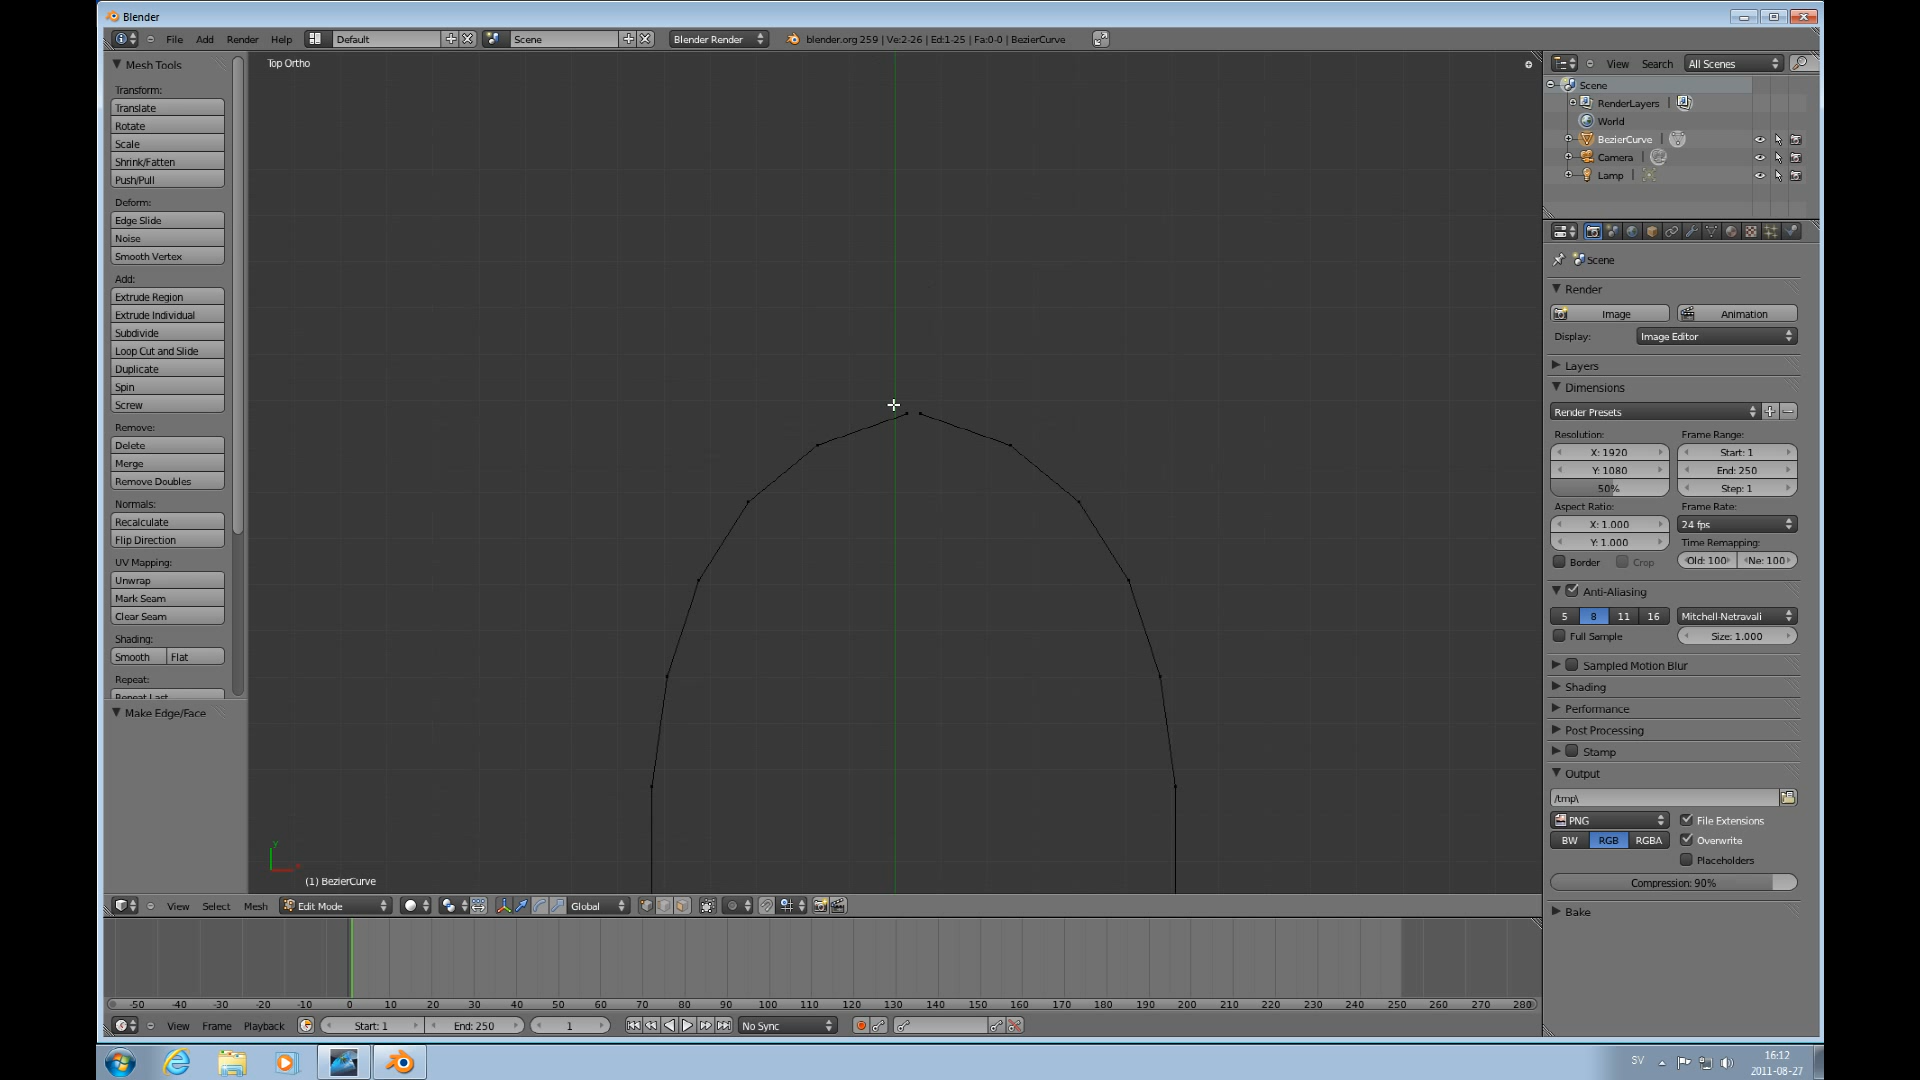 Blender
File Add Render Help Default Scene Blender Render blender.org 259 | Ve:2-26 | Ed:1-25 | Fa:0-0 | BezierCurve
Mesh Tools
Transform:
Translate
Rotate
Scale
Shrink/Fatten
Push/Pull
Deform:
Edge Slide
Noise
Smooth Vertex
Add:
Extrude Region
Extrude Individual
Subdivide
Loop Cut and Slide
Duplicate
Spin
Screw
Remove:
Delete
Merge
Remove Doubles
Normals:
Recalculate
Flip Direction
UV Mapping:
Unwrap
Mark Seam
Clear Seam
Shading:
Smooth Flat
Repeat:
Repeat Last
Make Edge/Face
Top Ortho
y
(1) BezierCurve
View Select Mesh Edit Mode Global
-50 -40 -30 -20 -10 0 10 20 30 40 50 60 70 80 90 100 110 120 130 140 150 160 170 180 190 200 210 220 230 240 250 260 270 280
View Frame Playback Start: 1 End: 250 1 No Sync
View Search All Scenes
Scene
RenderLayers |
World
BezierCurve |
Camera |
Lamp |
Scene
Render
Image Animation
Display: Image Editor
Layers
Dimensions
Render Presets
Resolution: Frame Range:
X: 1920 Start: 1
Y: 1080 End: 250
50% Step: 1
Aspect Ratio: Frame Rate:
X: 1.000 24 fps
Y: 1.000 Time Remapping:
Border Crop Old: 100 Ne: 100
Anti-Aliasing
5 8 11 16 Mitchell-Netravali
Full Sample Size: 1.000
Sampled Motion Blur
Shading
Performance
Post Processing
Stamp
Output
/tmp\
PNG File Extensions
BW RGB RGBA Overwrite
Placeholders
Compression: 90%
Bake
SV 16:12
2011-08-27